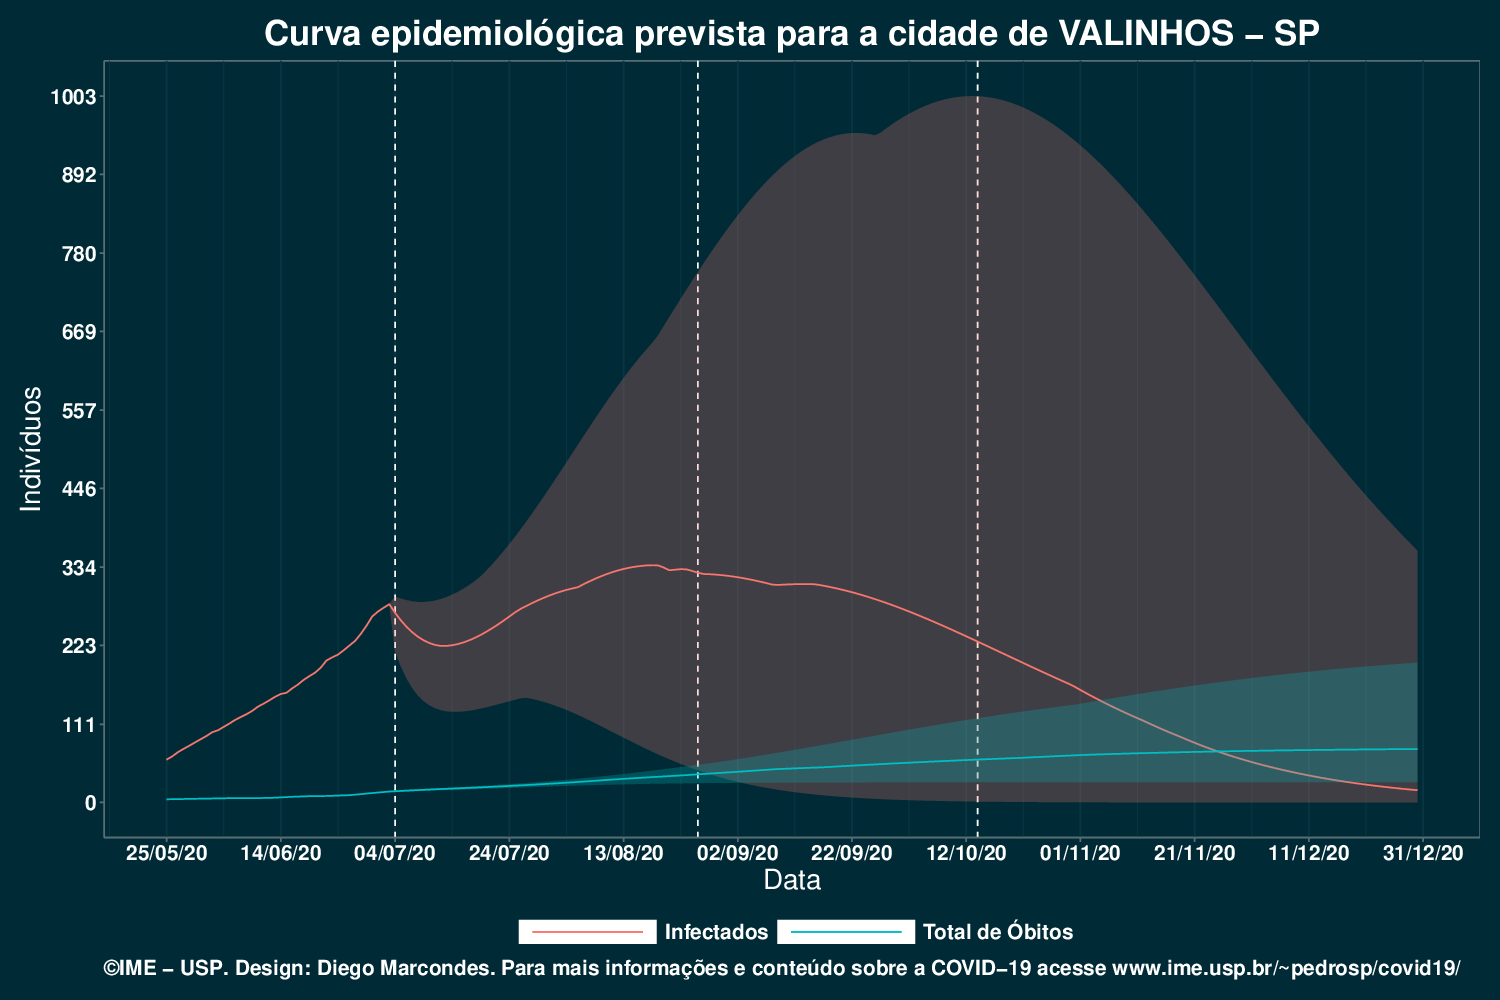 Curva epidemiológica prevista para a cidade de VALINHOS – SP
1003
892
780
669
557
446
334
223
111
0
Indivíduos
25/05/20 14/06/20 04/07/20 24/07/20 13/08/20 02/09/20 22/09/20 12/10/20 01/11/20 21/11/20 11/12/20 31/12/20
Data
Infectados Total de Óbitos
©IME – USP. Design: Diego Marcondes. Para mais informações e conteúdo sobre a COVID–19 acesse www.ime.usp.br/~pedrosp/covid19/